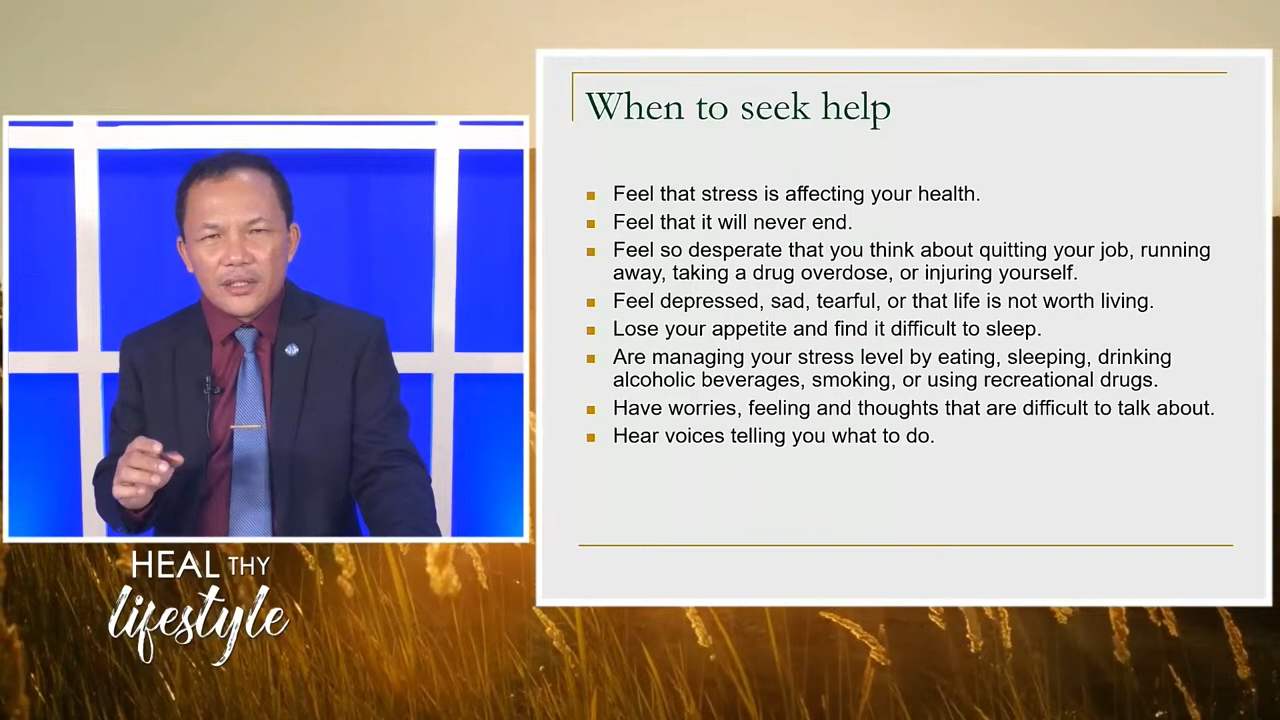 When to seek help
Feel that stress is affecting your health.
Feel that it will never end.
Feel so desperate that you think about quitting your job, running
away, taking a drug overdose, or injuring yourself.
Feel depressed, sad, tearful, or that life is not worth living.
Lose your appetite and find it difficult to sleep.
Are managing your stress level by eating, sleeping, drinking
alcoholic beverages, smoking, or using recreational drugs.
Have worries, feeling and thoughts that are difficult to talk about.
Hear voices telling you what to do.
HEAL THY
lifestyle